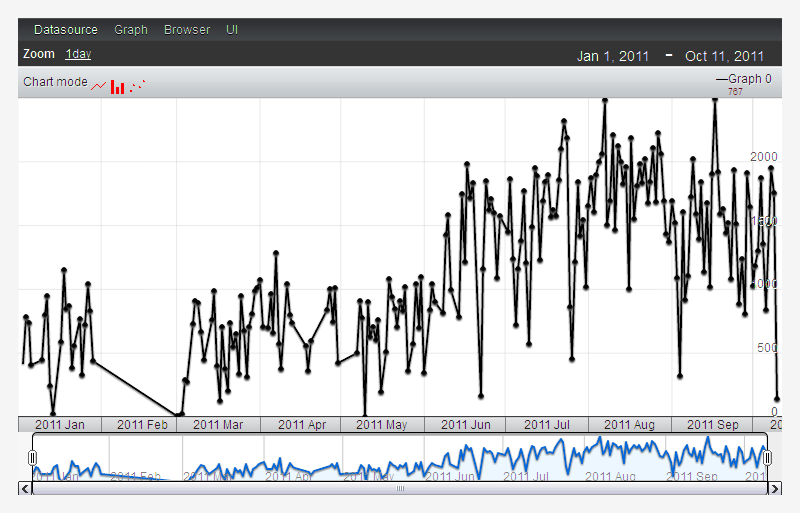 Datasource Graph Browser UI
Zoom 1day Jan 1, 2011 – Oct 11, 2011
Chart mode —Graph 0
767
2000
1500
1000
500
0
2011 Jan 2011 Feb 2011 Mar 2011 Apr 2011 May 2011 Jun 2011 Jul 2011 Aug 2011 Sep 20
2011 Jan 2011 Feb 2011 Mar 2011 Apr 2011 May 2011 Jun 2011 Jul 2011 Aug 2011 Sep 2011